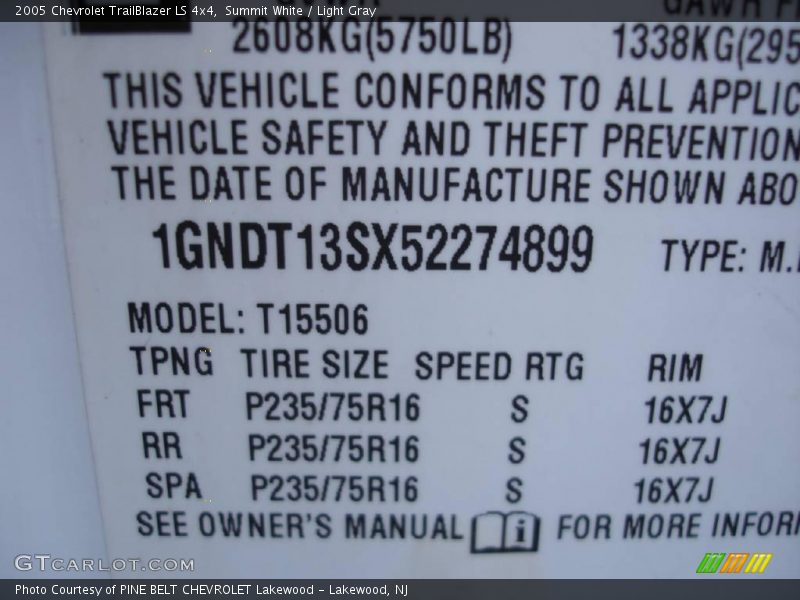 2005 Chevrolet TrailBlazer LS 4x4, Summit White / Light Gray
2608KG(5750LB) 1338KG(295
THIS VEHICLE CONFORMS TO ALL APPLIC
VEHICLE SAFETY AND THEFT PREVENTION
THE DATE OF MANUFACTURE SHOWN ABO
1GNDT13SX52274899 TYPE: M.
MODEL: T15506
TPNG TIRE SIZE SPEED RTG RIM
FRT P235/75R16 S 16X7J
RR P235/75R16 S 16X7J
SPA P235/75R16 S 16X7J
SEE OWNER'S MANUAL i FOR MORE INFORM
GTCARLOT.COM
Photo Courtesy of PINE BELT CHEVROLET Lakewood - Lakewood, NJ